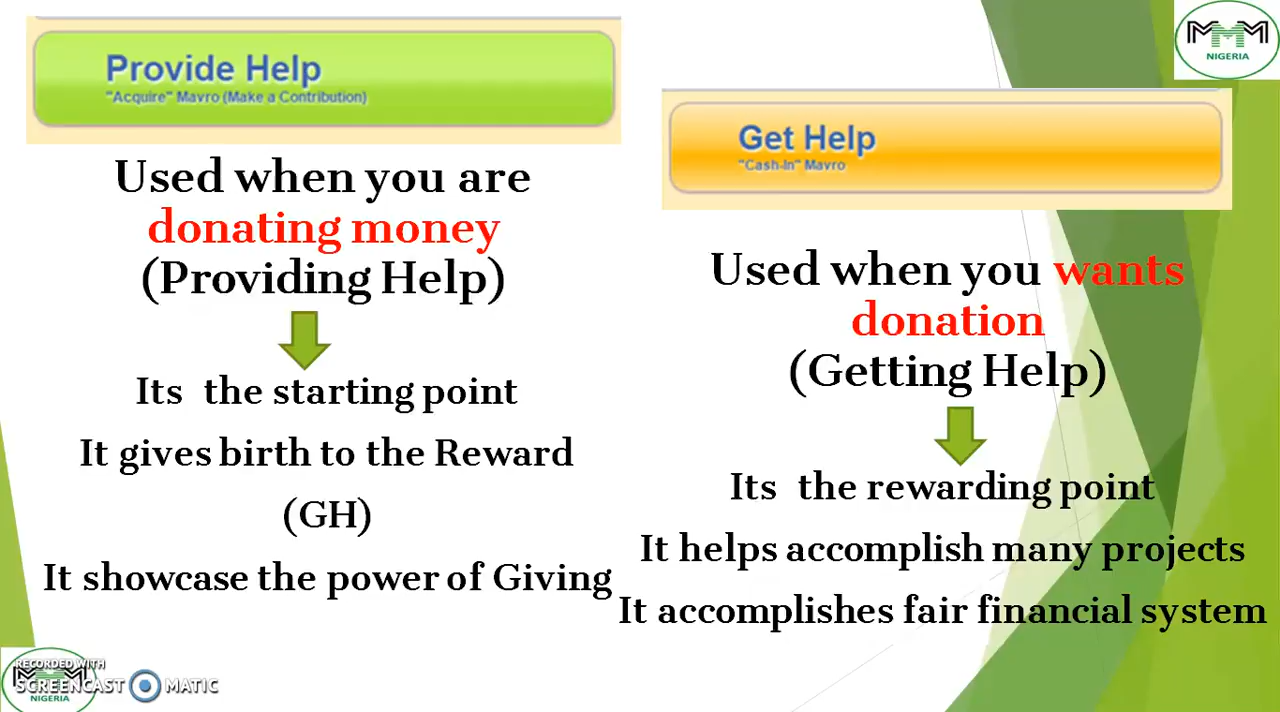 Provide Help
"Acquire" Mavro (Make a Contribution)
Used when you are
donating money
(Providing Help)
Its the starting point
It gives birth to the Reward
(GH)
It showcase the power of Giving
MMM
NIGERIA
Get Help
"Cash-In" Mavro
Used when you wants
donation
(Getting Help)
Its the rewarding point
It helps accomplish many projects
It accomplishes fair financial system
RECORDED WITH
SCREENCAST MATIC
MMM
NIGERIA